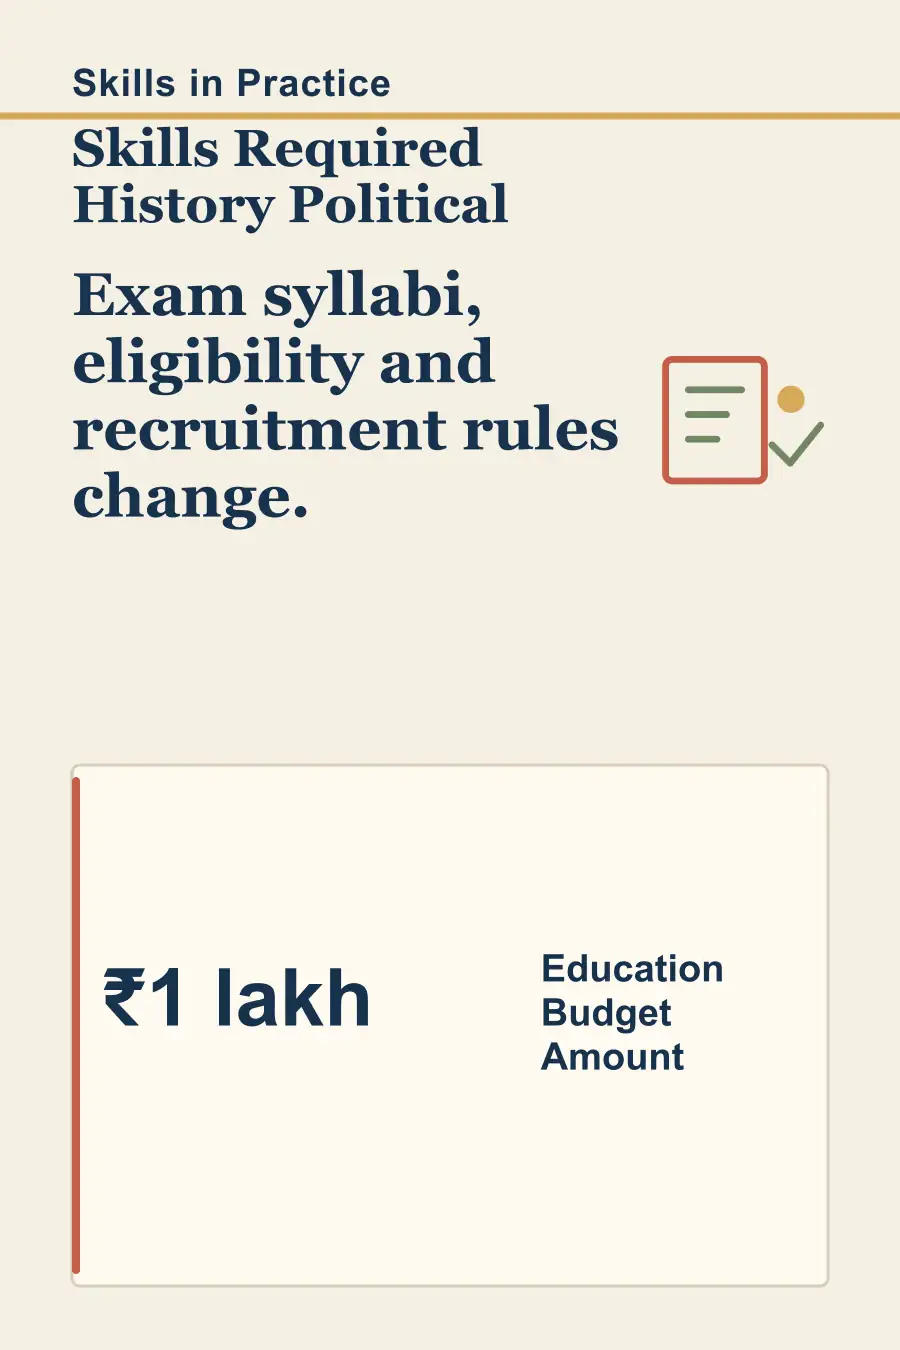 Skills in Practice
Skills Required
History Political
Exam syllabi,
eligibility and
recruitment rules
change.
₹1 lakh
Education
Budget
Amount